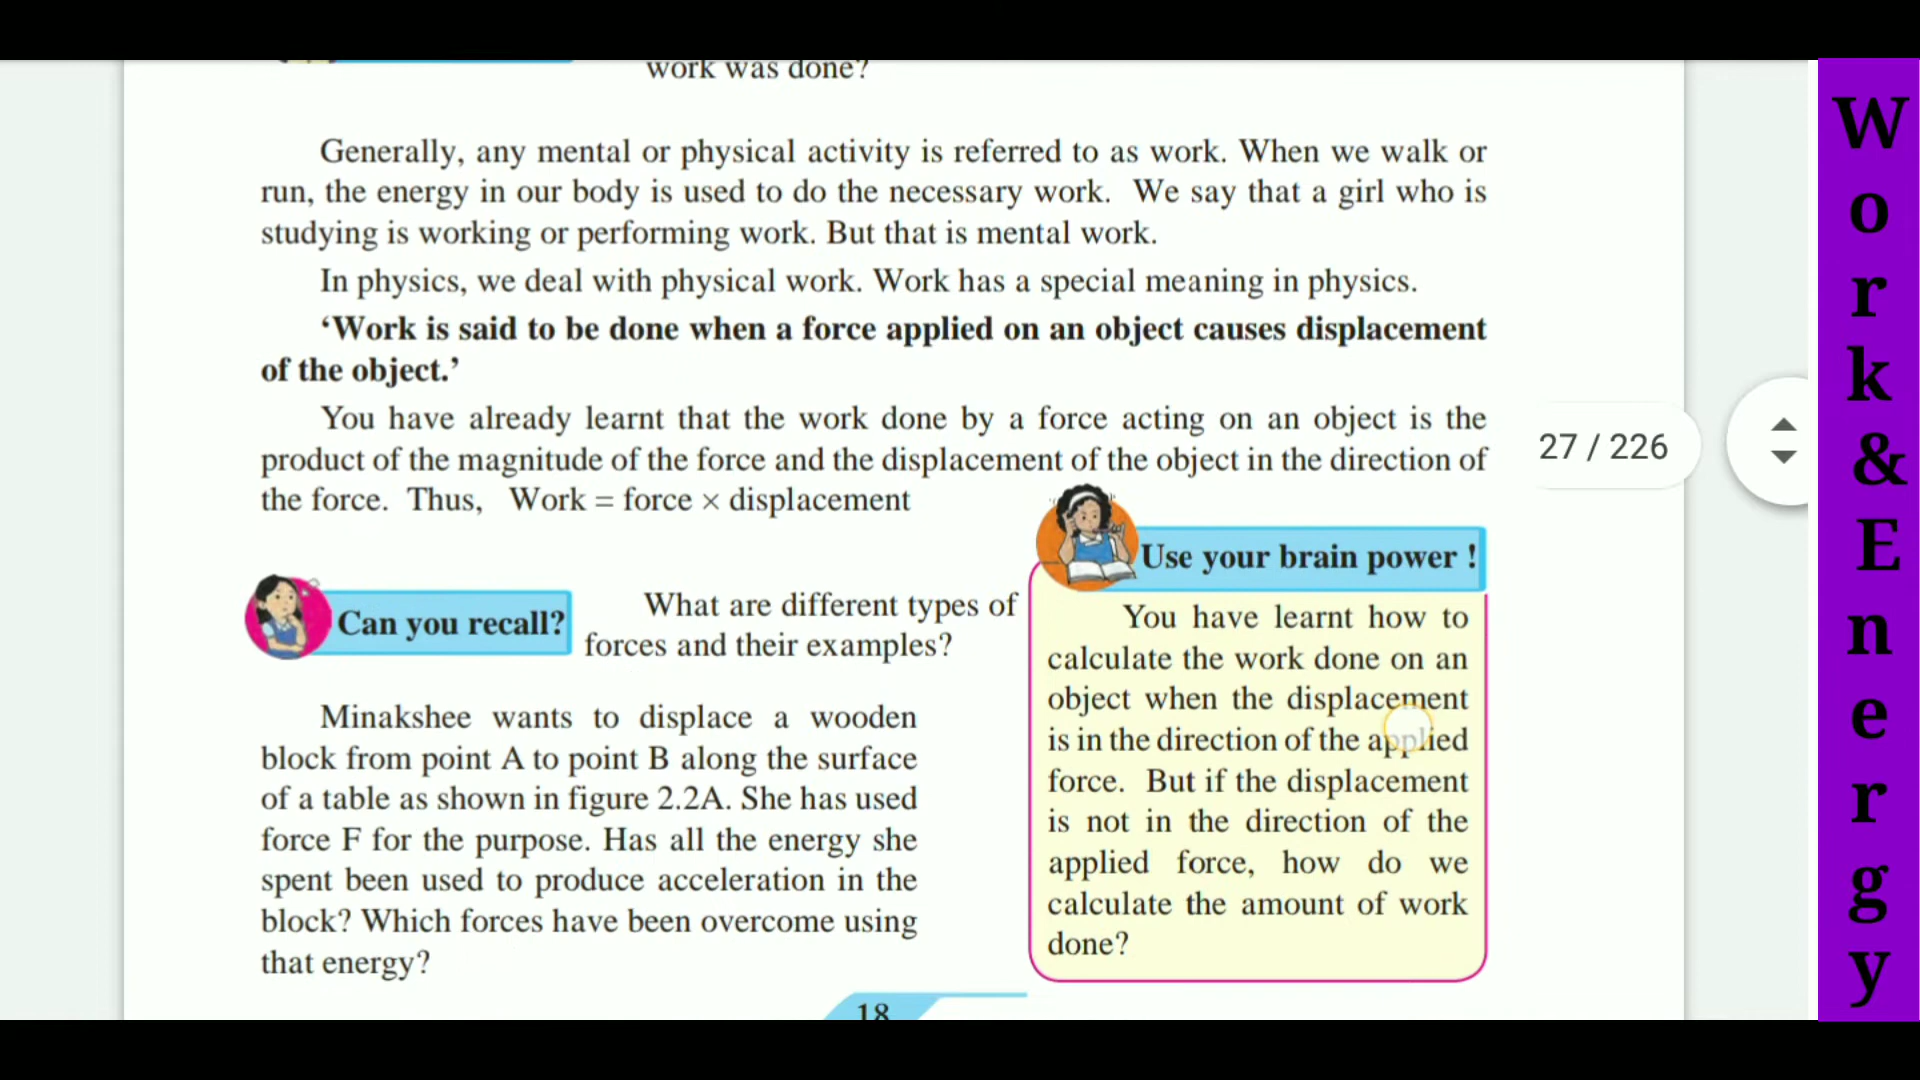 work was done?
Generally, any mental or physical activity is referred to as work. When we walk or
run, the energy in our body is used to do the necessary work. We say that a girl who is
studying is working or performing work. But that is mental work.
In physics, we deal with physical work. Work has a special meaning in physics.
‘Work is said to be done when a force applied on an object causes displacement
of the object.’
You have already learnt that the work done by a force acting on an object is the
product of the magnitude of the force and the displacement of the object in the direction of
the force. Thus, Work = force × displacement
Can you recall?
What are different types of
forces and their examples?
Minakshee wants to displace a wooden
block from point A to point B along the surface
of a table as shown in figure 2.2A. She has used
force F for the purpose. Has all the energy she
spent been used to produce acceleration in the
block? Which forces have been overcome using
that energy?
Use your brain power !
You have learnt how to
calculate the work done on an
object when the displacement
is in the direction of the applied
force. But if the displacement
is not in the direction of the
applied force, how do we
calculate the amount of work
done?
18
27 / 226
W
o
r
k
&
E
n
e
r
g
y